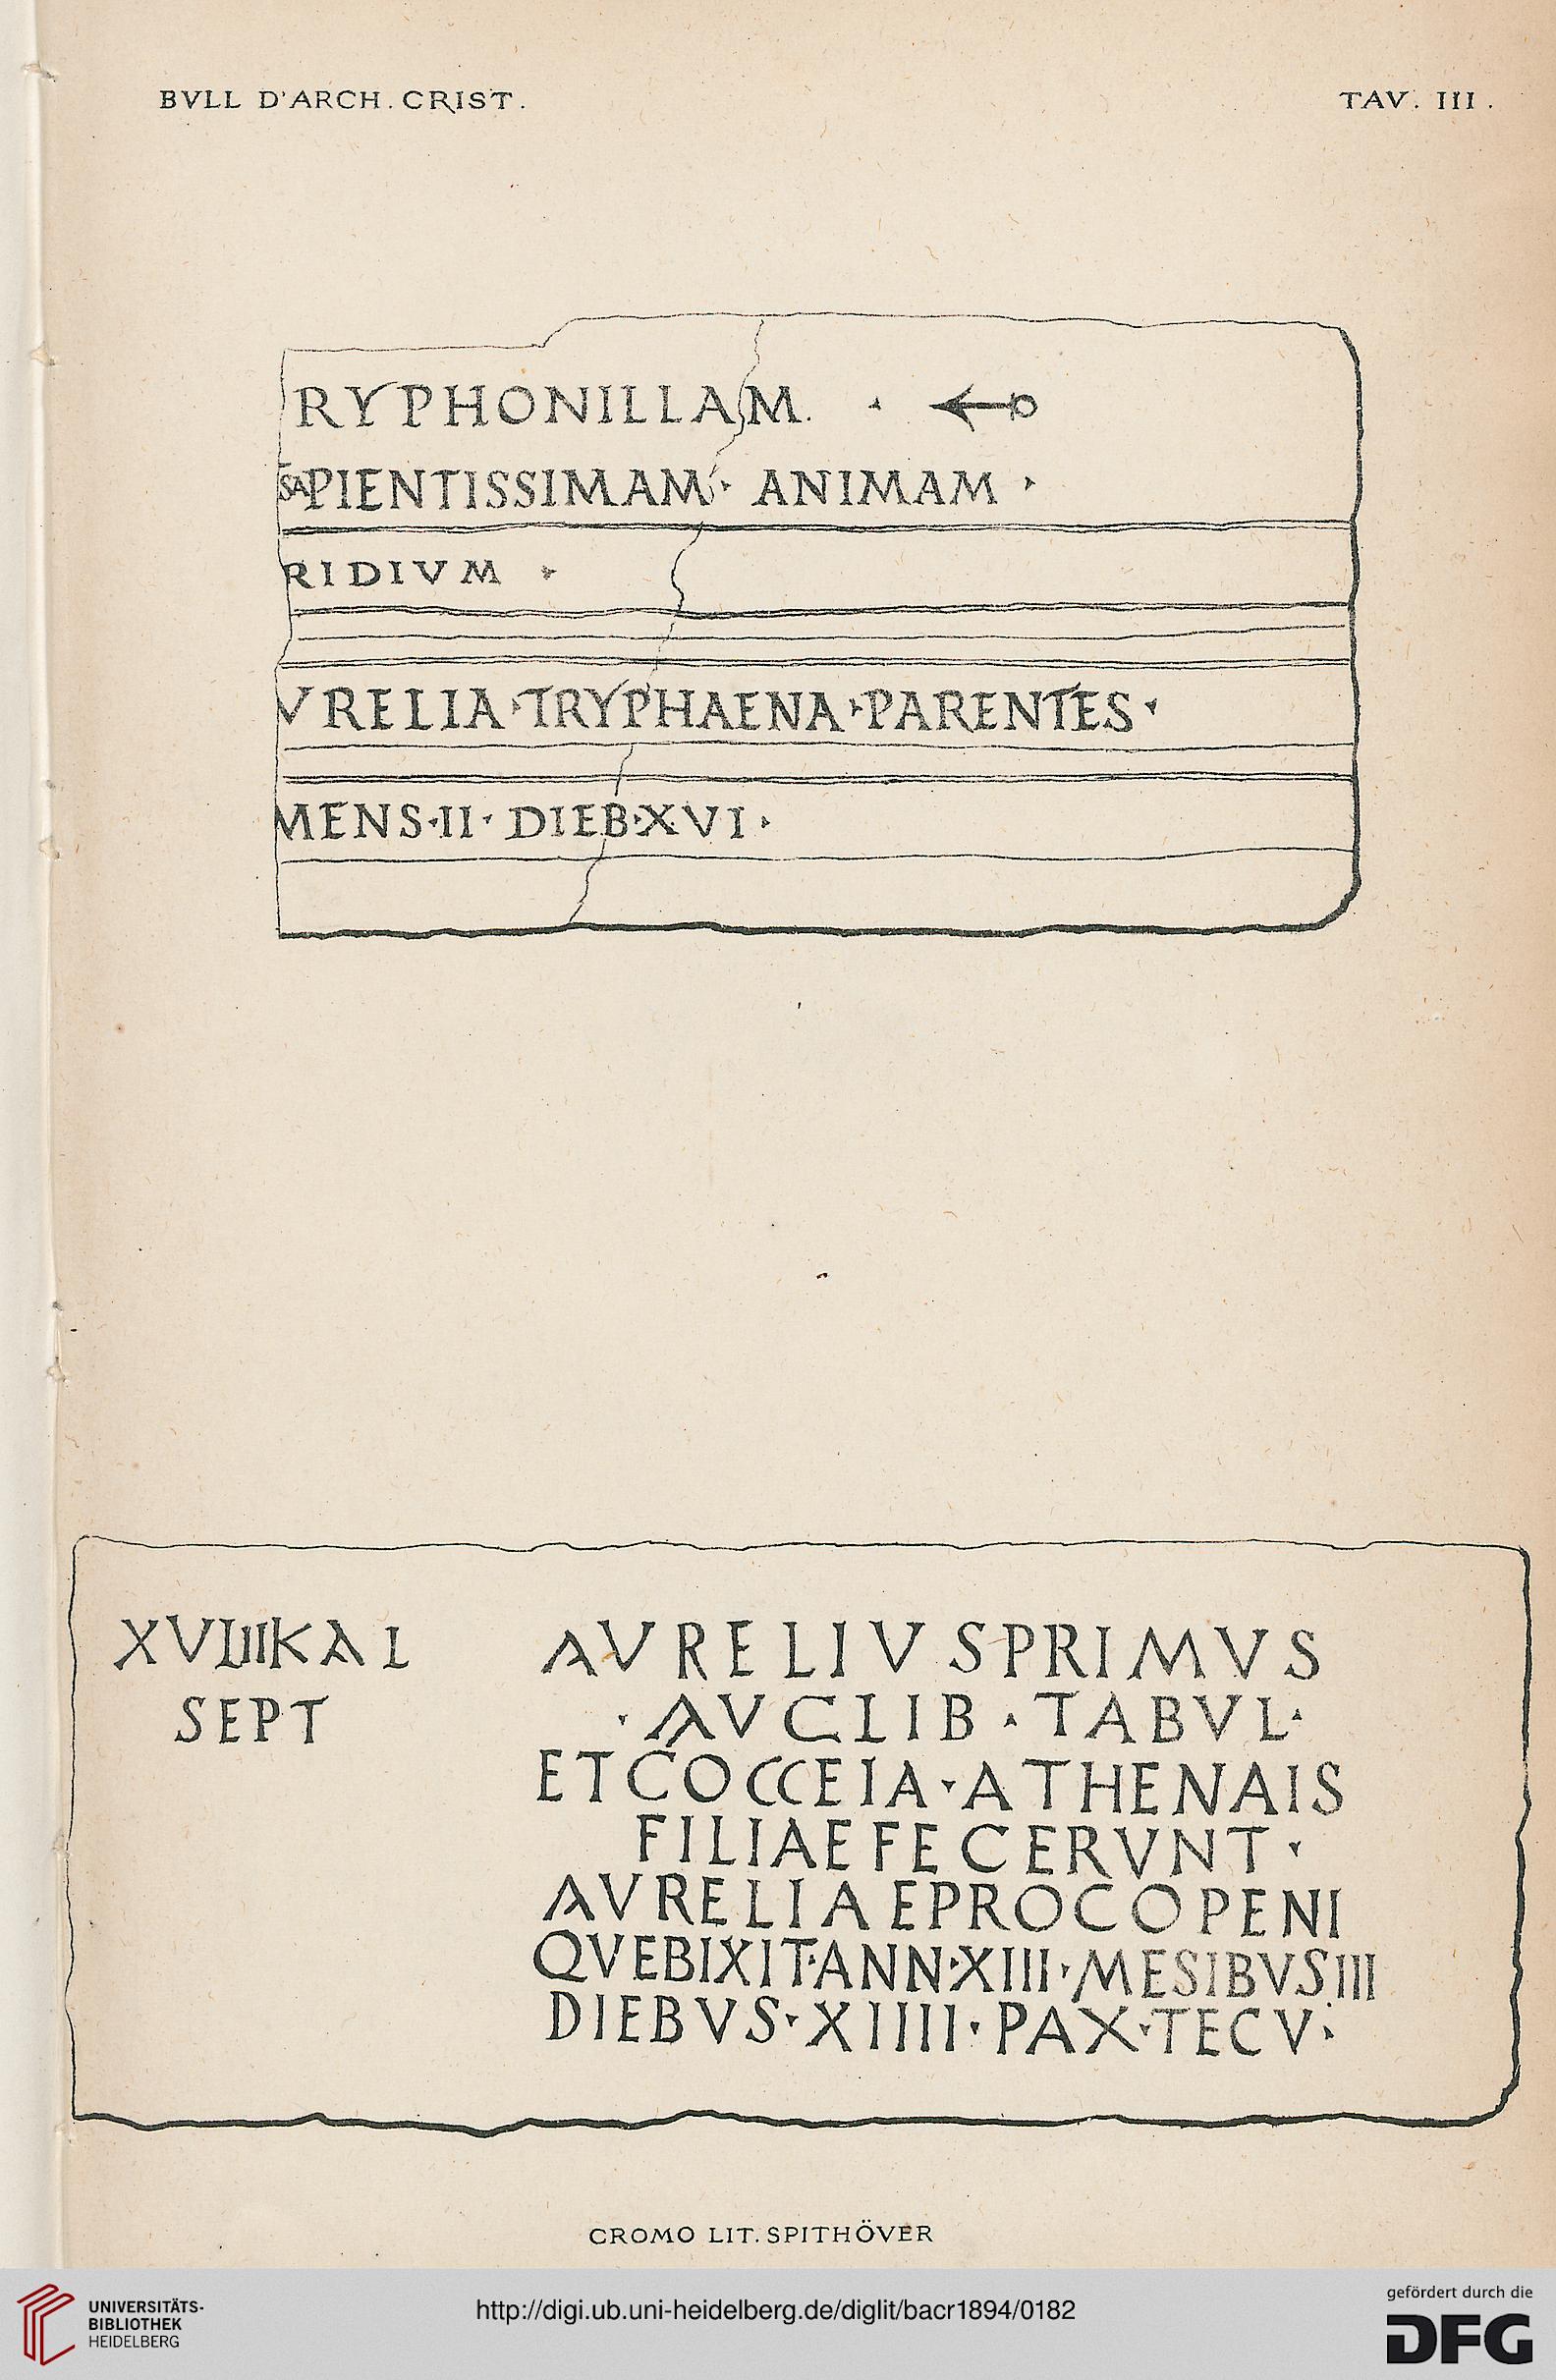 BVLL D'ARCH. CRIST.
TAV. III.
RYPHONILLAM. ·
SAPIENTISSIMAM · ANIMAM ·
RIDIVM ·
VRELIA · TRYPHAENA · PARENTES ·
MENS · II · DIEB · XVI ·
XVIIII KAL
SEPT
AVRELIVS PRIMVS
· AVG LIB · TABVL ·
ET COCCEIA · ATHENAIS
FILIAE FECERVNT ·
AVRELIAE PROCOPENI
QVE BIXIT · ANN · XIII · MESIBVS III
DIEBVS · XIIII · PAX · TECV ·
CROMO LIT. SPITHÖVER
UNIVERSITÄTS-
BIBLIOTHEK
HEIDELBERG
http://digi.ub.uni-heidelberg.de/diglit/bacr1894/0182
gefördert durch die
DFG